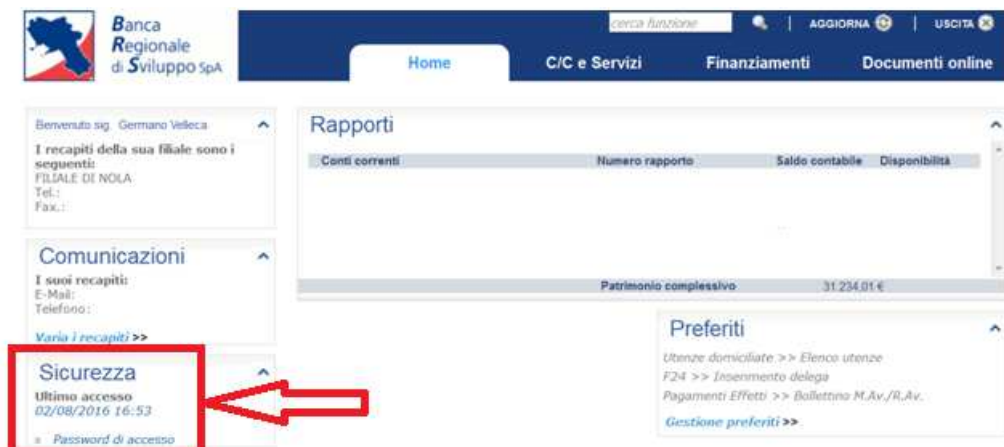 Banca
Regionale
di Sviluppo SpA
cerca funzione | AGGIORNA | USCITA
Home C/C e Servizi Finanziamenti Documenti online
Benvenuto sig. Germano Velleca
I recapiti della sua filiale sono i
seguenti:
FILIALE DI NOLA
Tel.:
Fax.:
Comunicazioni
I suoi recapiti:
E-Mail:
Telefono:
Varia i recapiti >>
Sicurezza
Ultimo accesso
02/08/2016 16:53
Password di accesso
Rapporti
Conti correnti Numero rapporto Saldo contabile Disponibilità
Patrimonio complessivo 31.234,01 €
Preferiti
Utenze domiciliate >> Elenco utenze
F24 >> Inserimento delega
Pagamenti Effetti >> Bollettino M.Av./R.Av.
Gestione preferiti >>